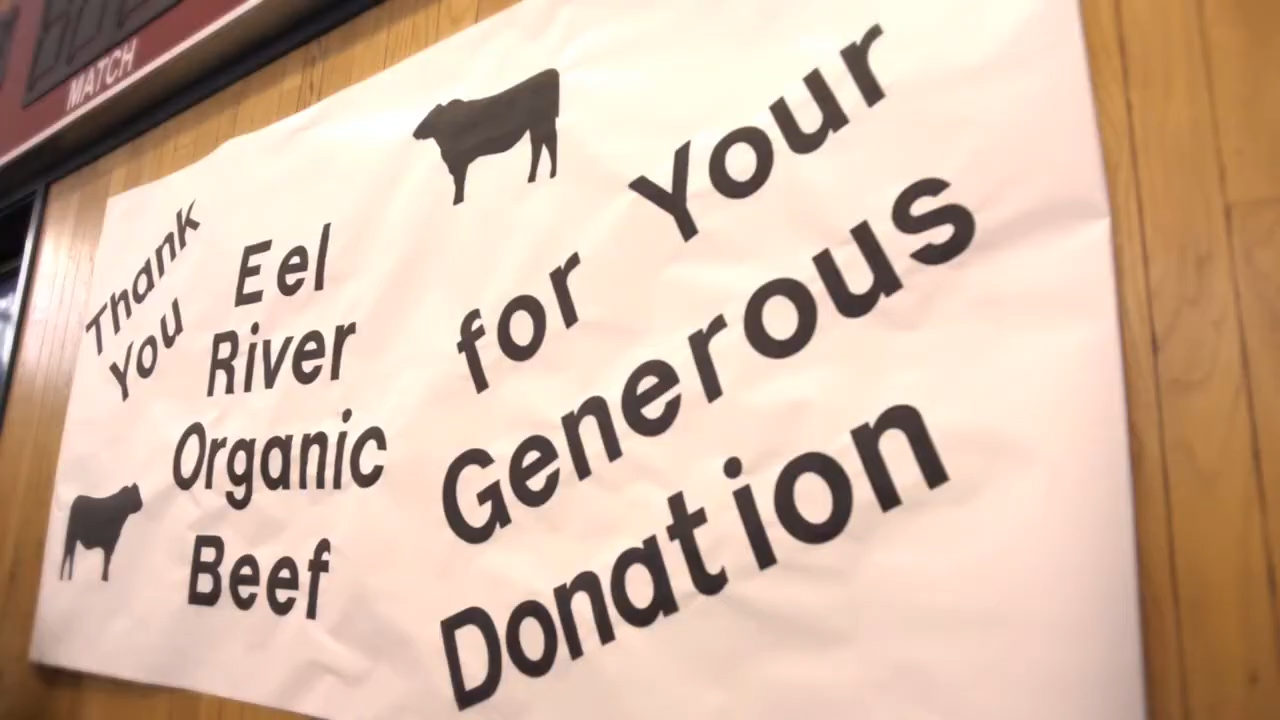 MATCH
Thank
You
Eel
River
Organic
Beef
for Your
Generous
Donation